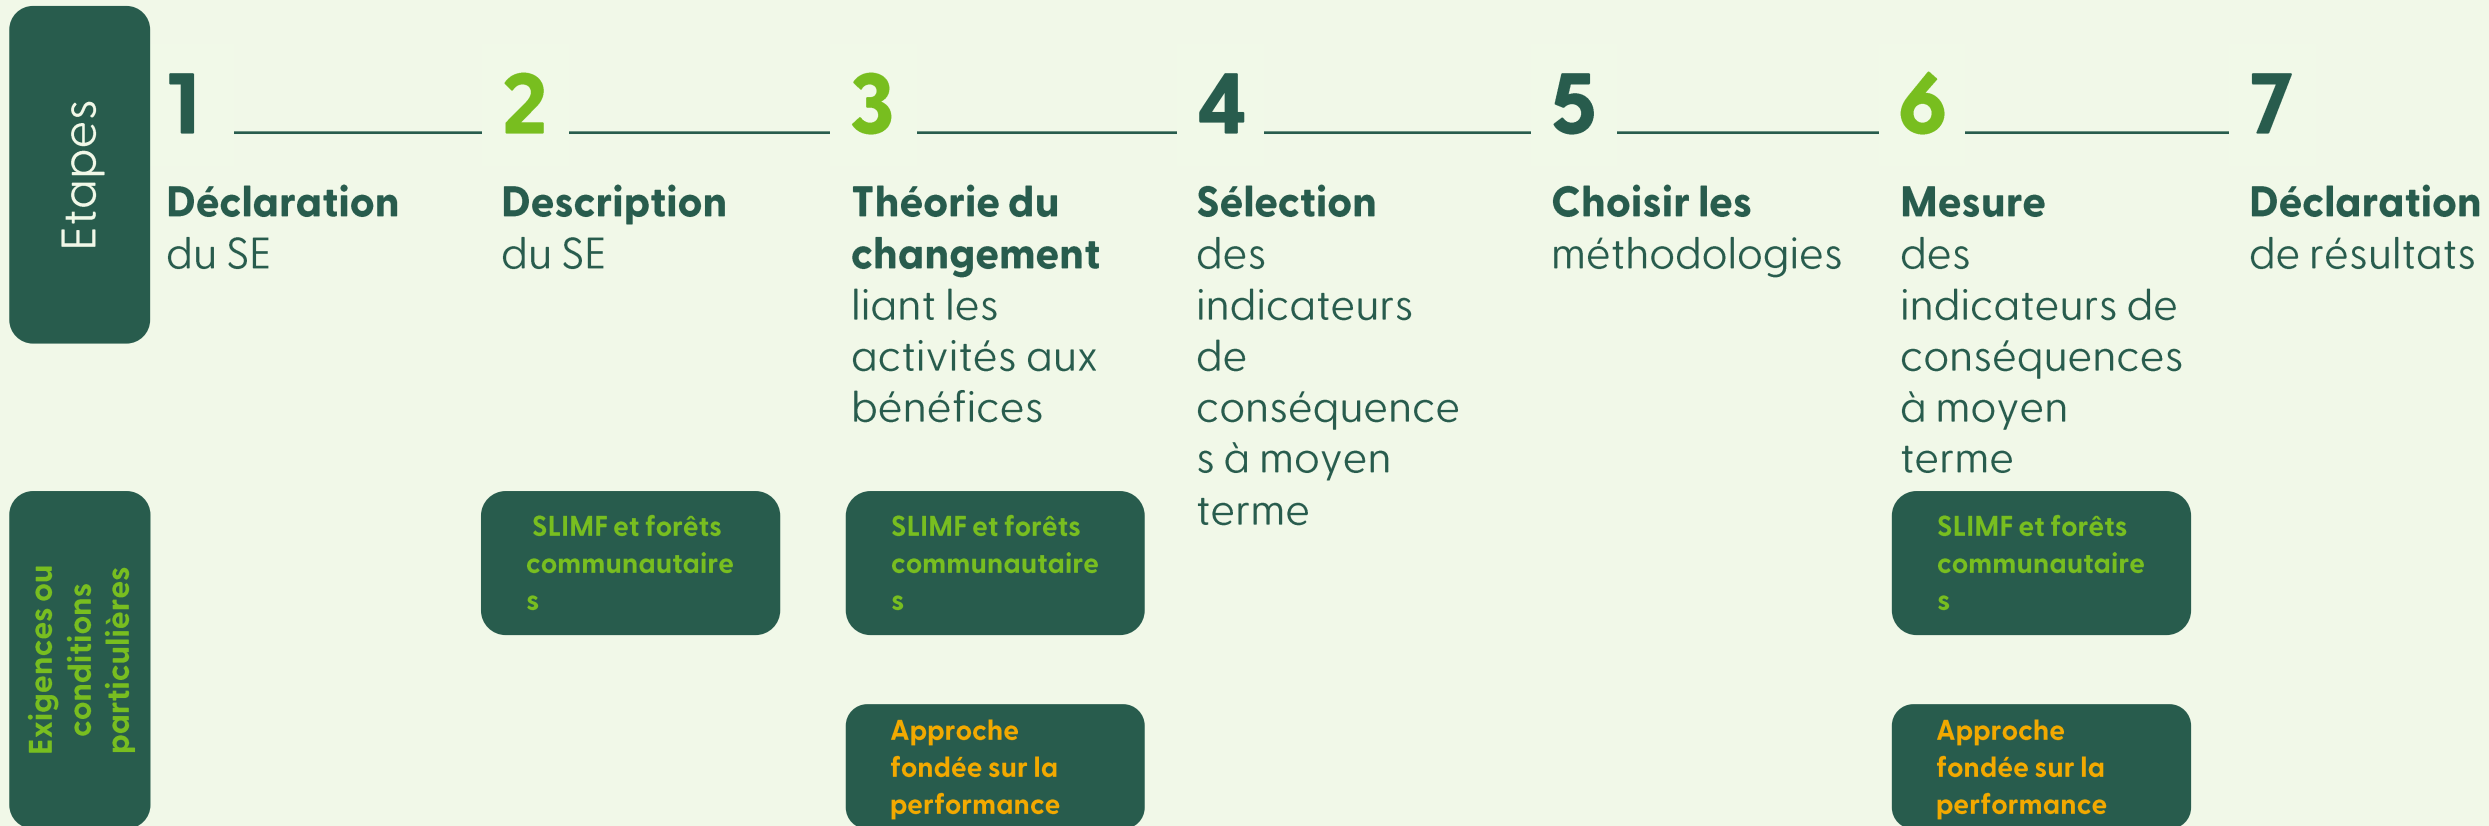 Etapes
1
Déclaration
du SE
2
Description
du SE
3
Théorie du
changement
liant les
activités aux
bénéfices
4
Sélection
des
indicateurs
de
conséquence
s à moyen
terme
5
Choisir les
méthodologies
6
Mesure
des
indicateurs de
conséquences
à moyen
terme
7
Déclaration
de résultats
Exigences ou
conditions
particulières
SLIMF et forêts
communautaire
s
SLIMF et forêts
communautaire
s
SLIMF et forêts
communautaire
s
Approche
fondée sur la
performance
Approche
fondée sur la
performance